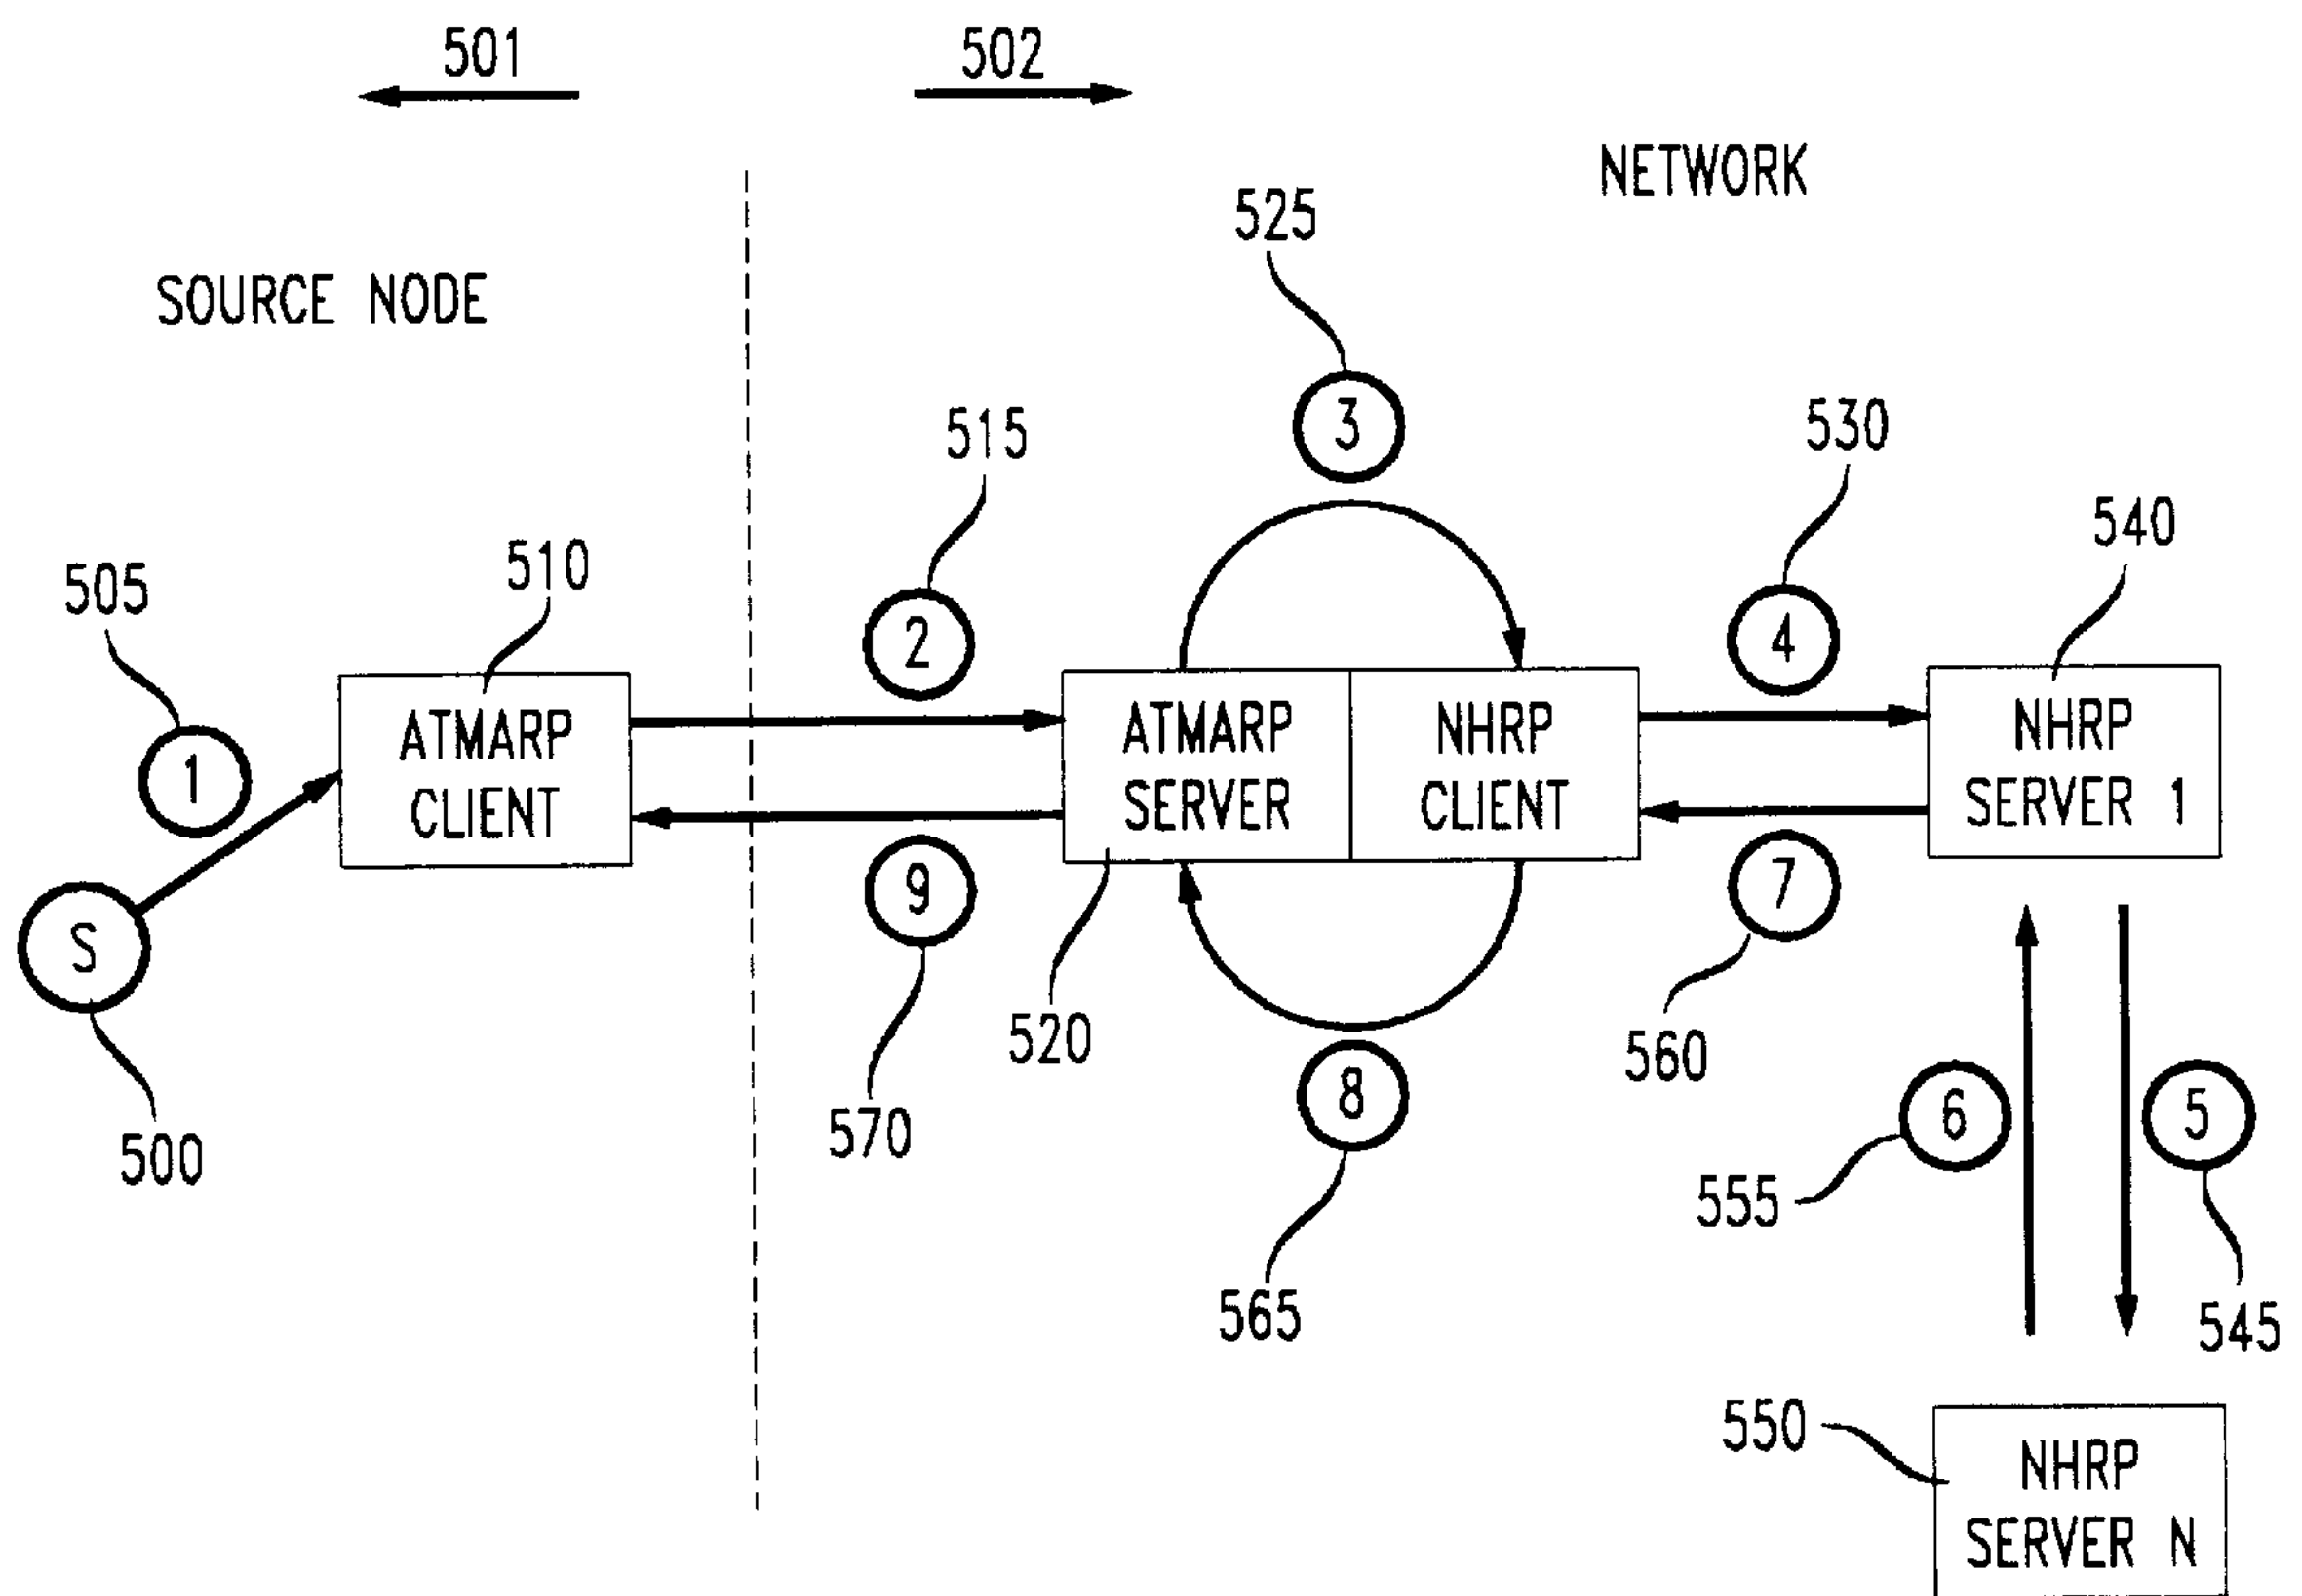 501
502
NETWORK
525
SOURCE NODE
3
515
530
540
510
505
2
4
ATMARP
CLIENT
ATMARP
SERVER
NHRP
CLIENT
NHRP
SERVER 1
1
S
9
7
520
560
8
6
5
570
500
555
565
545
550
NHRP
SERVER N